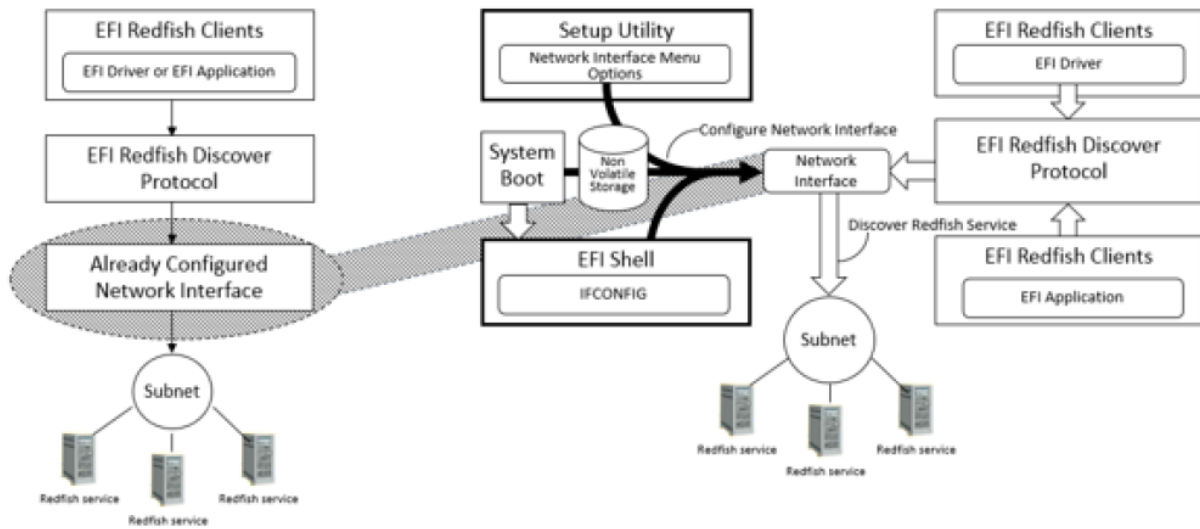 EFI Redfish Clients
EFI Driver or EFI Application
EFI Redfish Discover
Protocol
Already Configured
Network Interface
Subnet
Redfish service
Redfish service
Redfish service
Setup Utility
Network Interface Menu
Options
System
Boot
Non
Volatile
Storage
Configure Network Interface
Network
Interface
EFI Shell
IFCONFIG
Discover Redfish Service
Subnet
Redfish service
Redfish service
Redfish service
EFI Redfish Clients
EFI Driver
EFI Redfish Discover
Protocol
EFI Redfish Clients
EFI Application